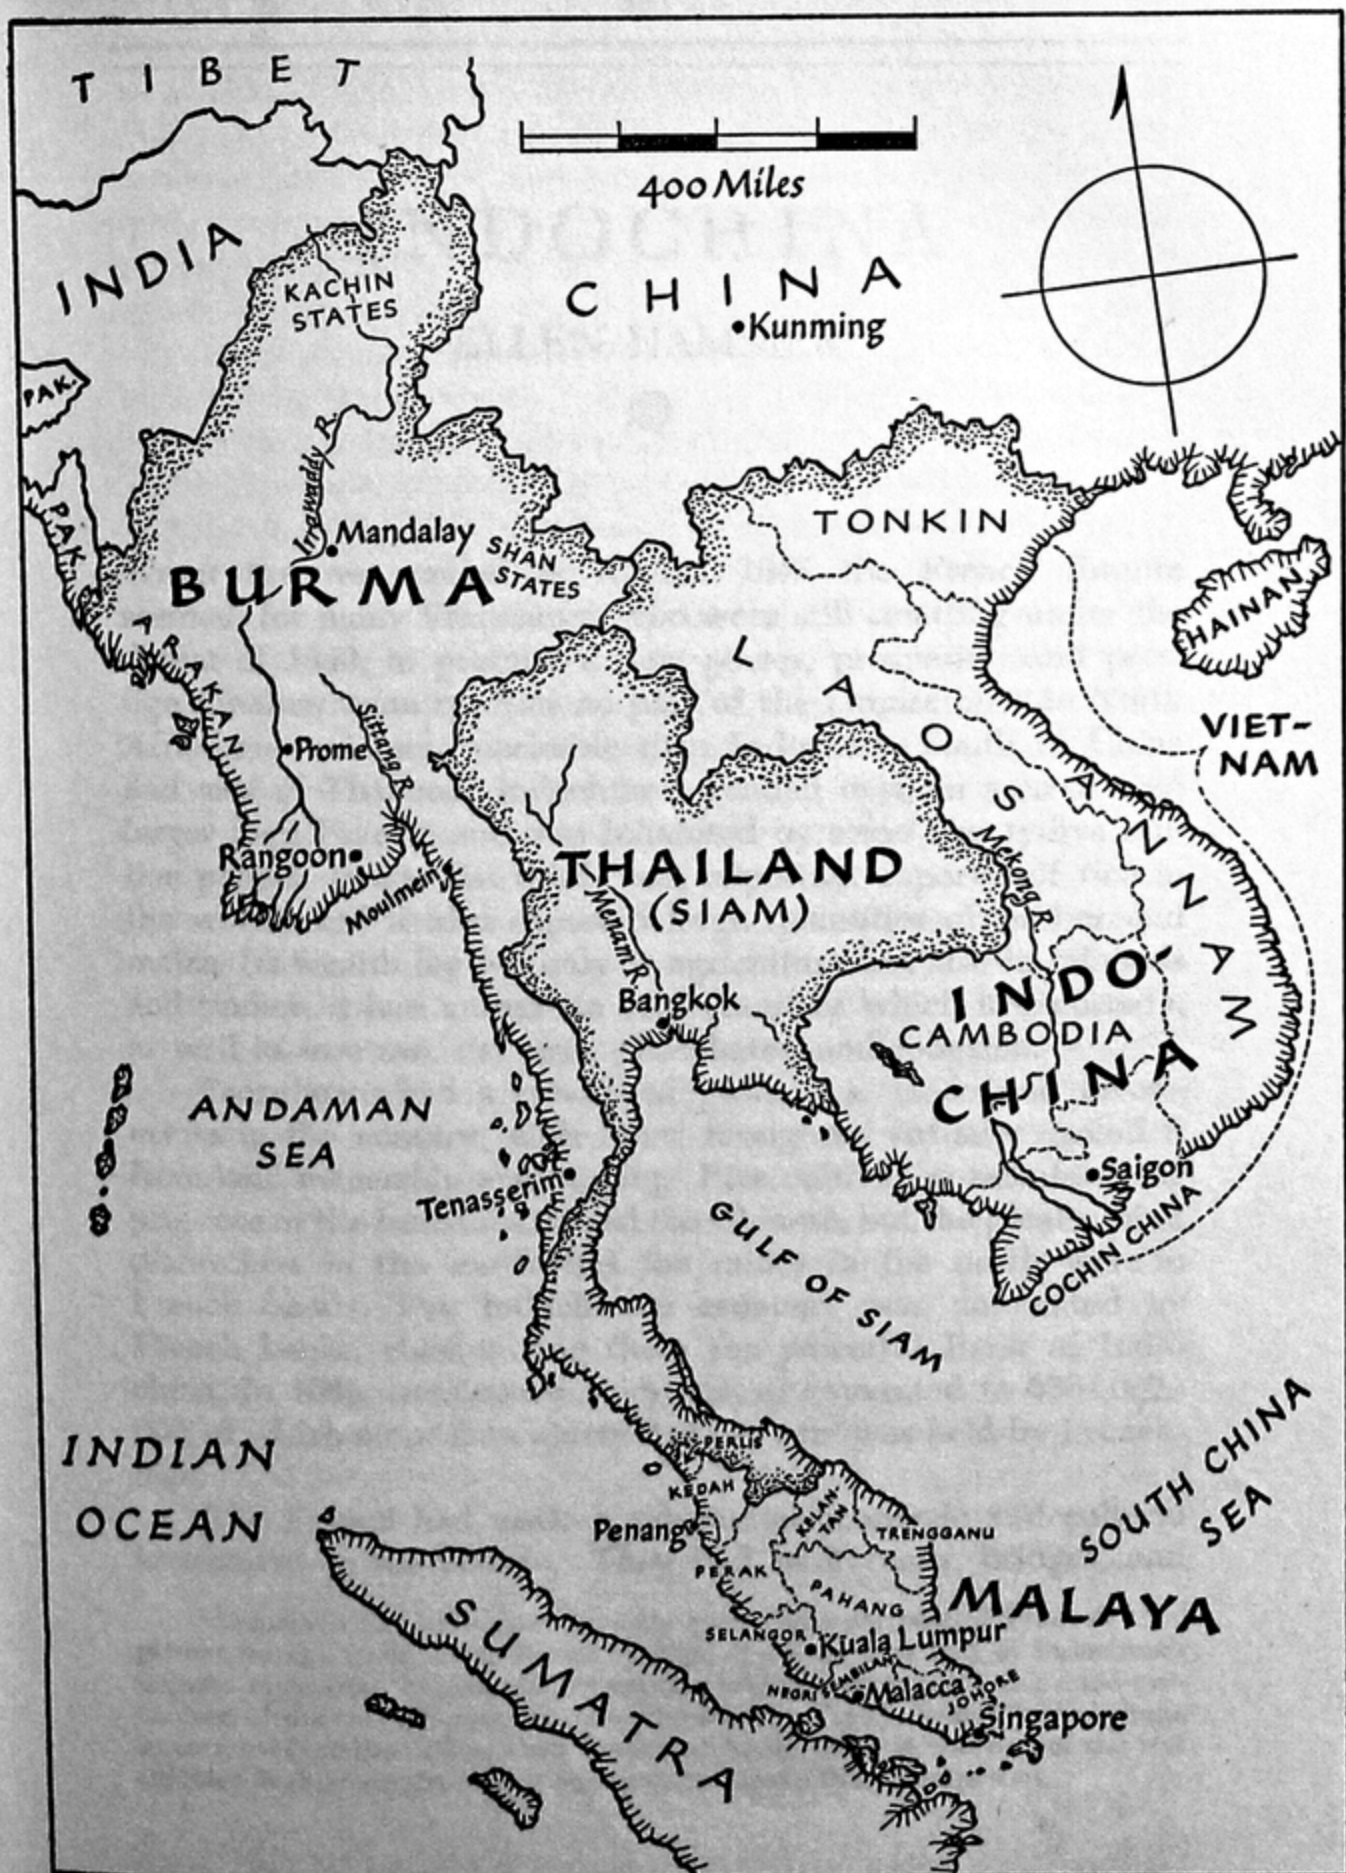 TIBET
400 Miles
INDIA
KACHIN
STATES
CHINA
Kunming
PAK.
PAK.
Irrawaddy R.
Mandalay
SHAN
STATES
BURMA
TONKIN
HAINAN
LAOS
ARAKAN
VIET-
NAM
Prome
Sittang R.
ANNAM
Rangoon
Moulmein
THAILAND
(SIAM)
Menam R.
Mekong R.
Bangkok
INDO-
CAMBODIA
CHINA
ANDAMAN
SEA
Tenasserim
Saigon
COCHIN CHINA
GULF OF SIAM
INDIAN
OCEAN
SOUTH CHINA
SEA
PERLIS
KEDAH
Penang
KELAN-
TAN
TRENGGANU
PERAK
PAHANG
MALAYA
SELANGOR
Kuala Lumpur
NEGRI SEMBILAN
Malacca
JOHORE
Singapore
SUMATRA